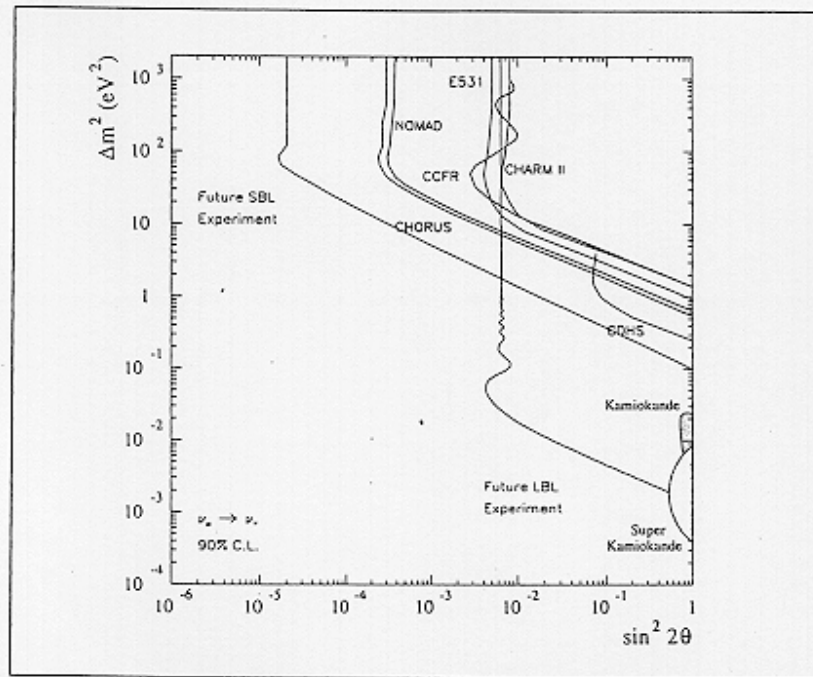 Δm² (eV²)
10³
10²
10
1
10⁻¹
10⁻²
10⁻³
10⁻⁴
E531
NOMAD
CCFR
CHARM II
Future SBL
Experiment
CHORUS
CDHS
Kamiokande
Future LBL
Experiment
Super
Kamiokande
90% C.L.
10⁻⁶
10⁻⁵
10⁻⁴
10⁻³
10⁻²
10⁻¹
1
sin² 2θ